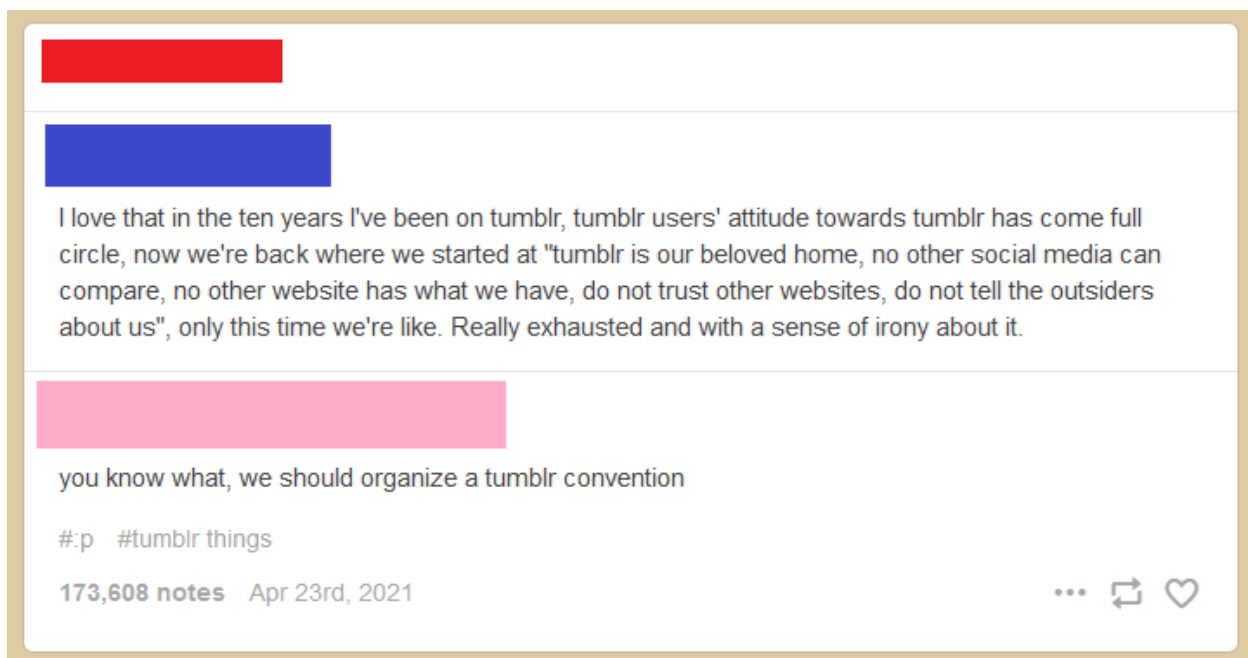 I love that in the ten years I've been on tumblr, tumblr users' attitude towards tumblr has come full
circle, now we're back where we started at "tumblr is our beloved home, no other social media can
compare, no other website has what we have, do not trust other websites, do not tell the outsiders
about us", only this time we're like. Really exhausted and with a sense of irony about it.
you know what, we should organize a tumblr convention
#:p #tumblr things
173,608 notes Apr 23rd, 2021